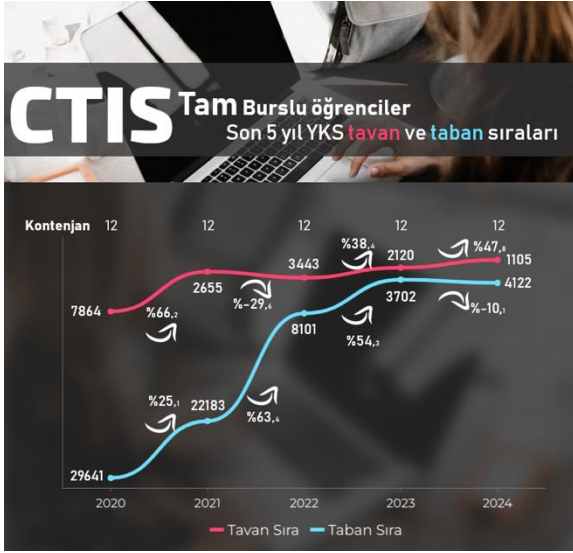 CTIS Tam Burslu öğrenciler
Son 5 yıl YKS tavan ve taban sıraları
Kontenjan 12 12 12 12 12
%38,4 %47,8
3443 2120 1105
2655
7864 %-29,6 3702 4122
%66,2 8101 %-10,1
%54,3
%25,1 22183
%63,4
29641
2020 2021 2022 2023 2024
Tavan Sıra Taban Sıra